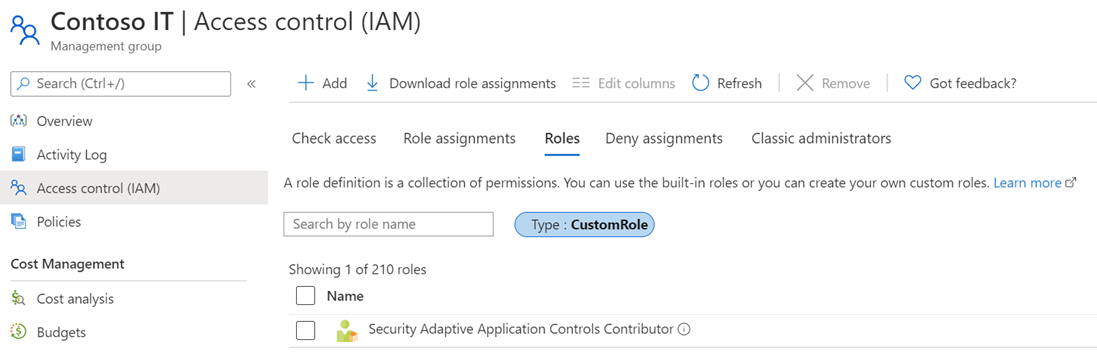 Contoso IT | Access control (IAM)
Management group
Search (Ctrl+/)
«
Overview
Activity Log
Access control (IAM)
Policies
Cost Management
Cost analysis
Budgets
Add
Download role assignments
Edit columns
Refresh
Remove
Got feedback?
Check access
Role assignments
Roles
Deny assignments
Classic administrators
A role definition is a collection of permissions. You can use the built-in roles or you can create your own custom roles. Learn more
Search by role name
Type : CustomRole
Showing 1 of 210 roles
Name
Security Adaptive Application Controls Contributor